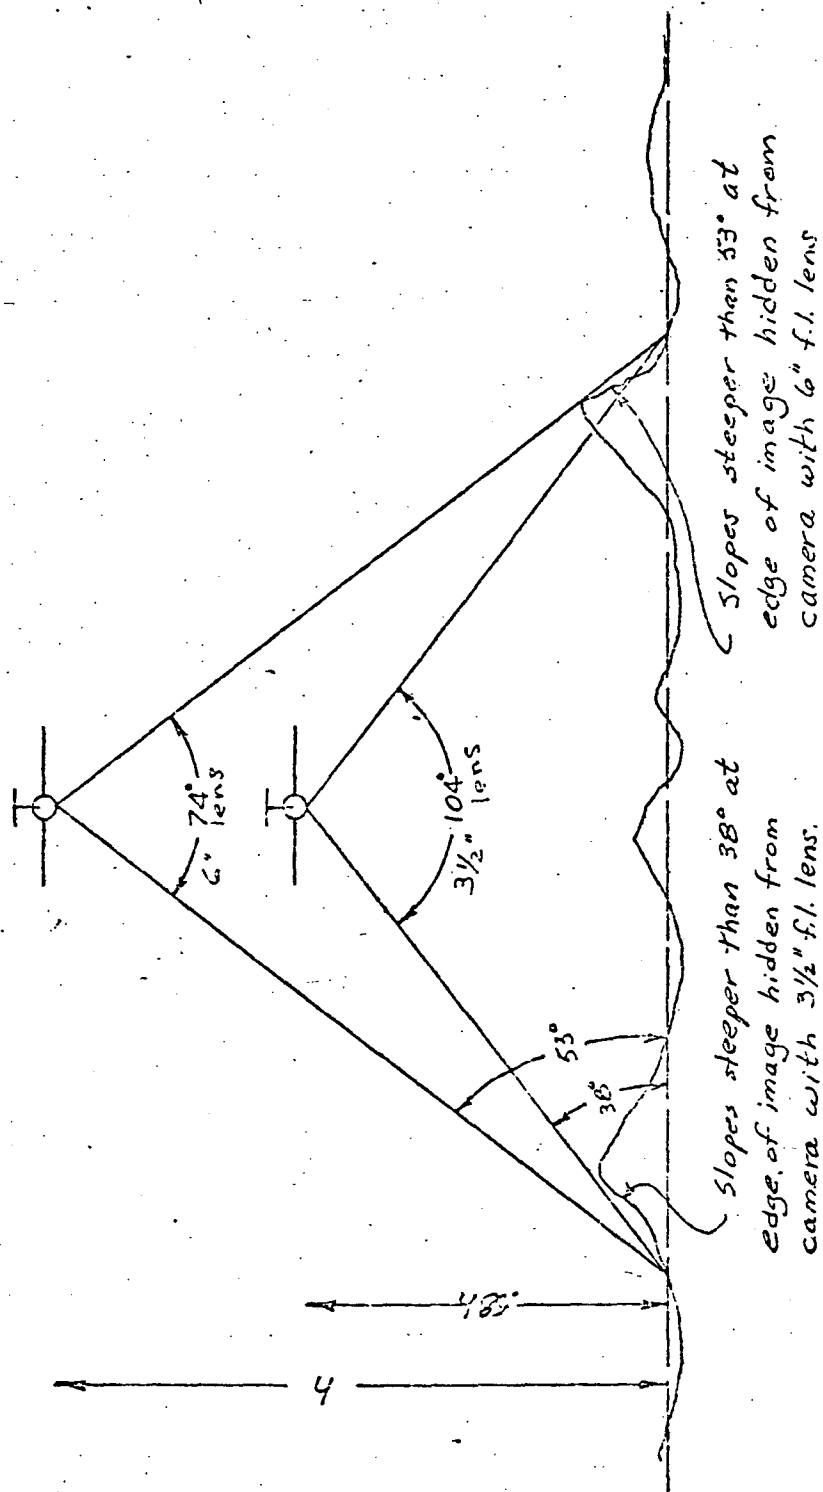 74°
6" lens
104°
3½" lens
53°
38°
.58h
h
Slopes steeper than 38° at
edge of image hidden from
camera with 3½" f.l. lens.
Slopes steeper than 53° at
edge of image hidden from
camera with 6" f.l. lens